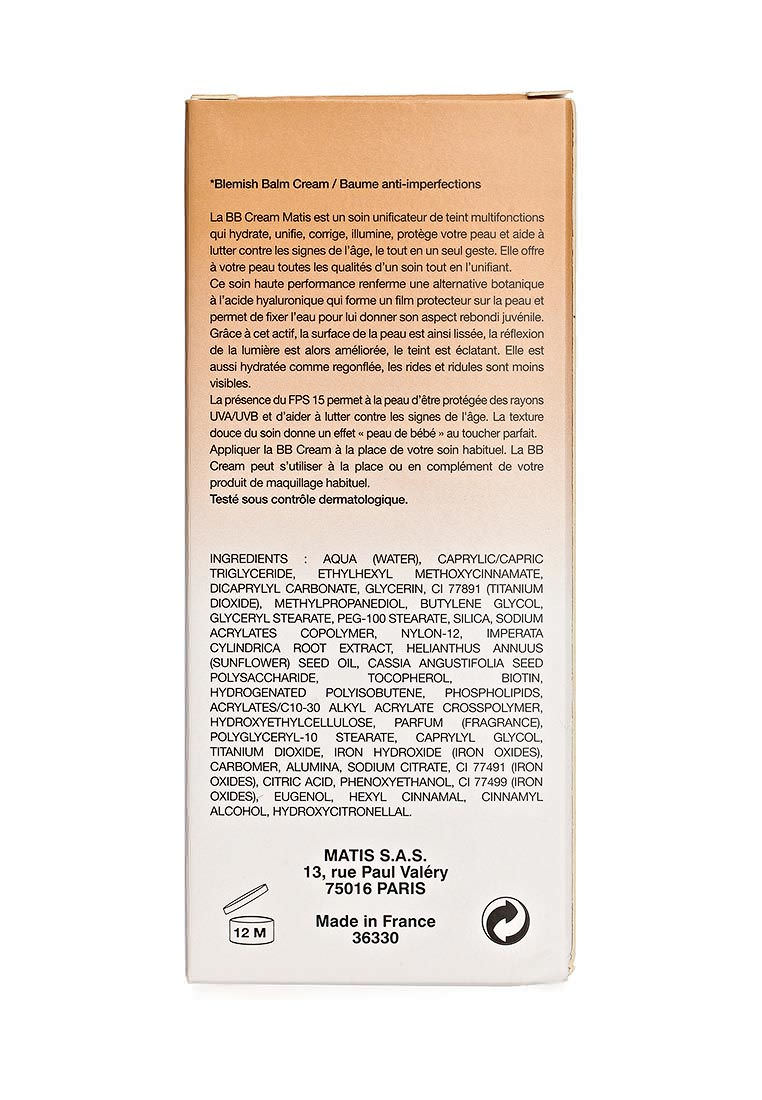 *Blemish Balm Cream / Baume anti-imperfections
La BB Cream Matis est un soin unificateur de teint multifonctions
qui hydrate, unifie, corrige, illumine, protège votre peau et aide à
lutter contre les signes de l'âge, le tout en un seul geste. Elle offre
à votre peau toutes les qualités d'un soin tout en l'unifiant.
Ce soin haute performance renferme une alternative botanique
à l'acide hyaluronique qui forme un film protecteur sur la peau et
permet de fixer l'eau pour lui donner son aspect rebondi juvénile.
Grâce à cet actif, la surface de la peau est ainsi lissée, la réflexion
de la lumière est alors améliorée, le teint est éclatant. Elle est
aussi hydratée comme regonflée, les rides et ridules sont moins
visibles.
La présence du FPS 15 permet à la peau d'être protégée des rayons
UVA/UVB et d'aider à lutter contre les signes de l'âge. La texture
douce du soin donne un effet « peau de bébé » au toucher parfait.
Appliquer la BB Cream à la place de votre soin habituel. La BB
Cream peut s'utiliser à la place ou en complément de votre
produit de maquillage habituel.
Testé sous contrôle dermatologique.
INGREDIENTS : AQUA (WATER), CAPRYLIC/CAPRIC
TRIGLYCERIDE, ETHYLHEXYL METHOXYCINNAMATE,
DICAPRYLYL CARBONATE, GLYCERIN, CI 77891 (TITANIUM
DIOXIDE), METHYLPROPANEDIOL, BUTYLENE GLYCOL,
GLYCERYL STEARATE, PEG-100 STEARATE, SILICA, SODIUM
ACRYLATES COPOLYMER, NYLON-12, IMPERATA
CYLINDRICA ROOT EXTRACT, HELIANTHUS ANNUUS
(SUNFLOWER) SEED OIL, CASSIA ANGUSTIFOLIA SEED
POLYSACCHARIDE, TOCOPHEROL, BIOTIN,
HYDROGENATED POLYISOBUTENE, PHOSPHOLIPIDS,
ACRYLATES/C10-30 ALKYL ACRYLATE CROSSPOLYMER,
HYDROXYETHYLCELLULOSE, PARFUM (FRAGRANCE),
POLYGLYCERYL-10 STEARATE, CAPRYLYL GLYCOL,
TITANIUM DIOXIDE, IRON HYDROXIDE (IRON OXIDES),
CARBOMER, ALUMINA, SODIUM CITRATE, CI 77491 (IRON
OXIDES), CITRIC ACID, PHENOXYETHANOL, CI 77499 (IRON
OXIDES), EUGENOL, HEXYL CINNAMAL, CINNAMYL
ALCOHOL, HYDROXYCITRONELLAL.
MATIS S.A.S.
13, rue Paul Valéry
75016 PARIS
12 M
Made in France
36330